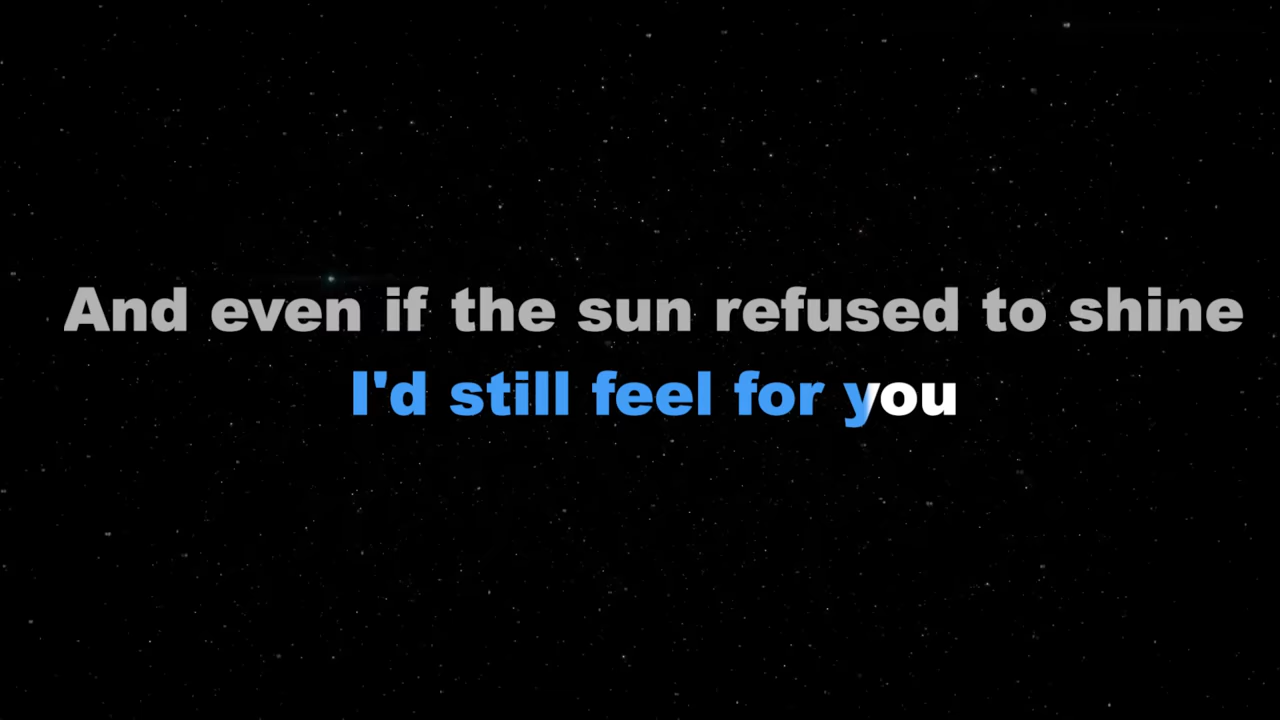 And even if the sun refused to shine
I'd still feel for you